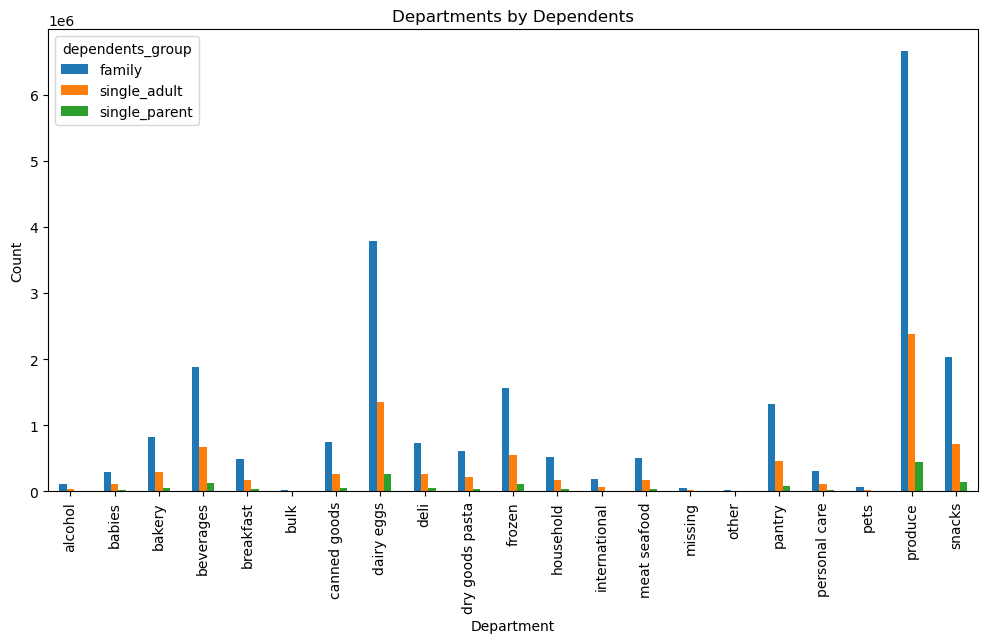 Departments by Dependents
1e6
dependents_group
family
single_adult
single_parent
6
5
4
3
2
1
0
Count
alcohol
babies
bakery
beverages
breakfast
bulk
canned goods
dairy eggs
deli
dry goods pasta
frozen
household
international
meat seafood
missing
other
pantry
personal care
pets
produce
snacks
Department